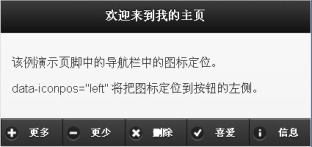 欢迎来到我的主页
该例演示页脚中的导航栏中的图标定位。
data-iconpos="left" 将把图标定位到按钮的左侧。
更多 更少 删除 喜爱 信息